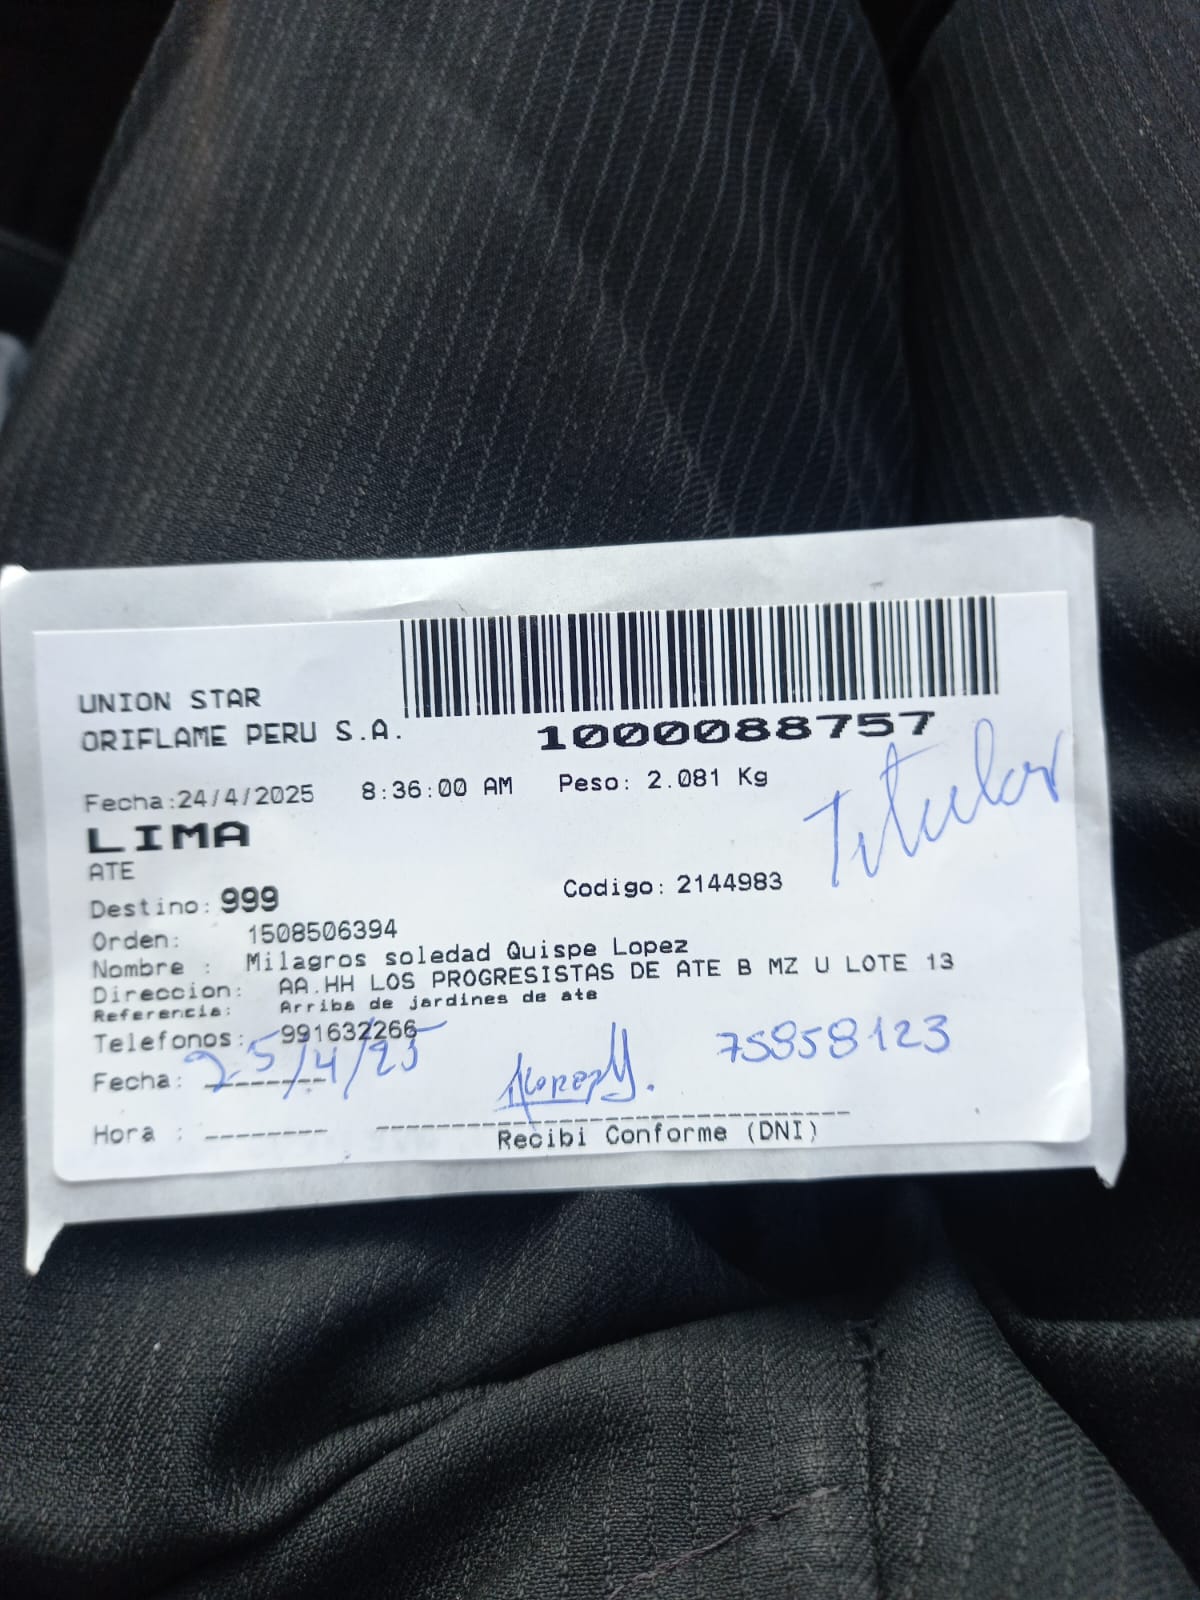 UNION STAR
ORIFLAME PERU S.A.
1000088757
Fecha:24/4/2025 8:36:00 AM Peso: 2.081 Kg
LIMA
Titular
ATE
Destino: 999 Codigo: 2144983
Orden: 1508506394
Nombre : Milagros soledad Quispe Lopez
Direccion: AA.HH LOS PROGRESISTAS DE ATE B MZ U LOTE 13
Referencia: Arriba de jardines de ate
Telefonos: 991632266
Fecha: 25/4/25 75858123
Hora :
Recibi Conforme (DNI)